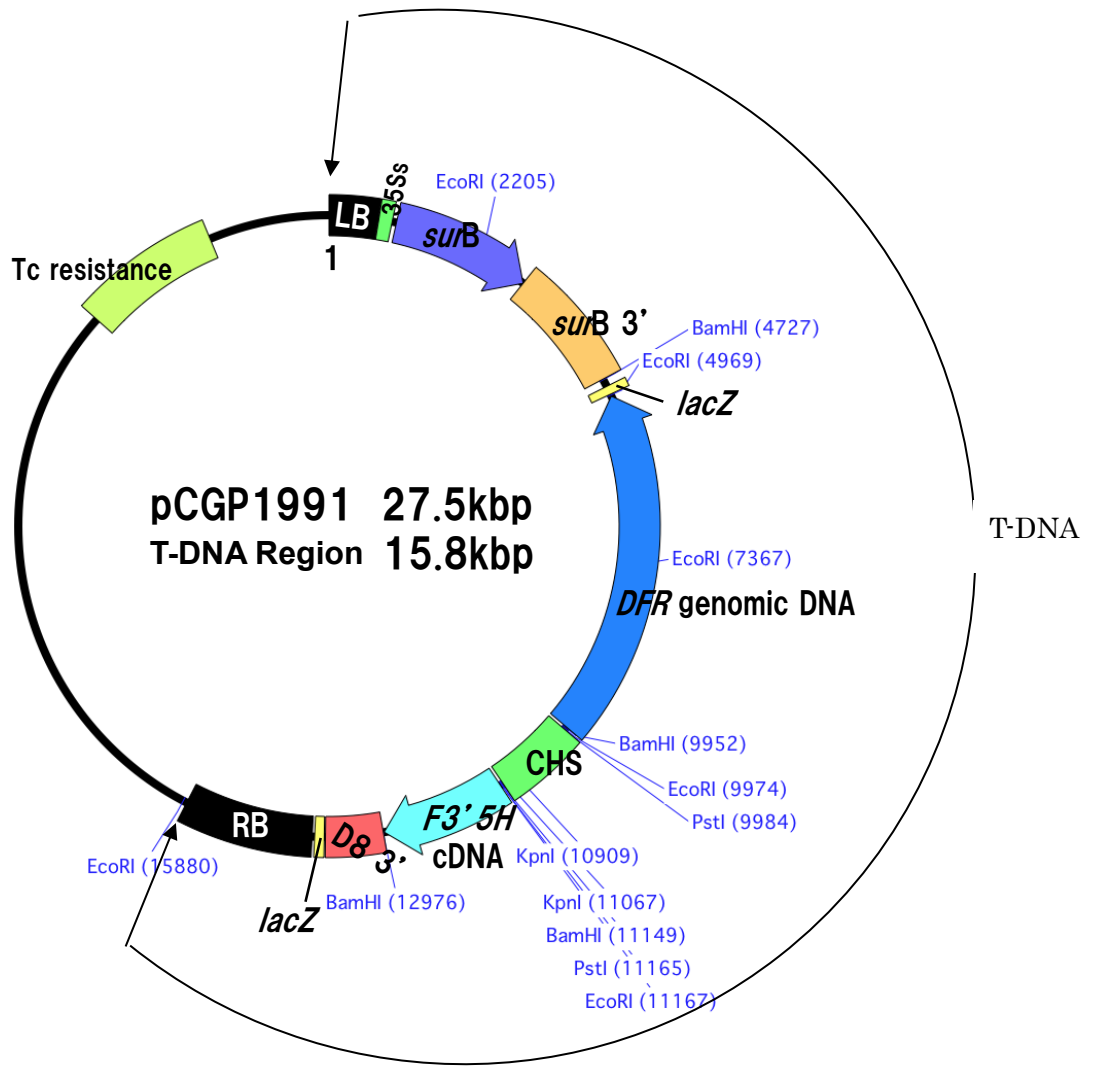 LB
35Ss
EcoRI (2205)
surB
1
Tc resistance
surB 3’
BamHI (4727)
EcoRI (4969)
lacZ
pCGP1991 27.5kbp
T-DNA Region 15.8kbp
T-DNA
EcoRI (7367)
DFR genomic DNA
BamHI (9952)
CHS
EcoRI (9974)
PstI (9984)
F3’5H
cDNA
RB
D8 3’
KpnI (10909)
EcoRI (15880)
BamHI (12976)
KpnI (11067)
lacZ
BamHI (11149)
PstI (11165)
EcoRI (11167)